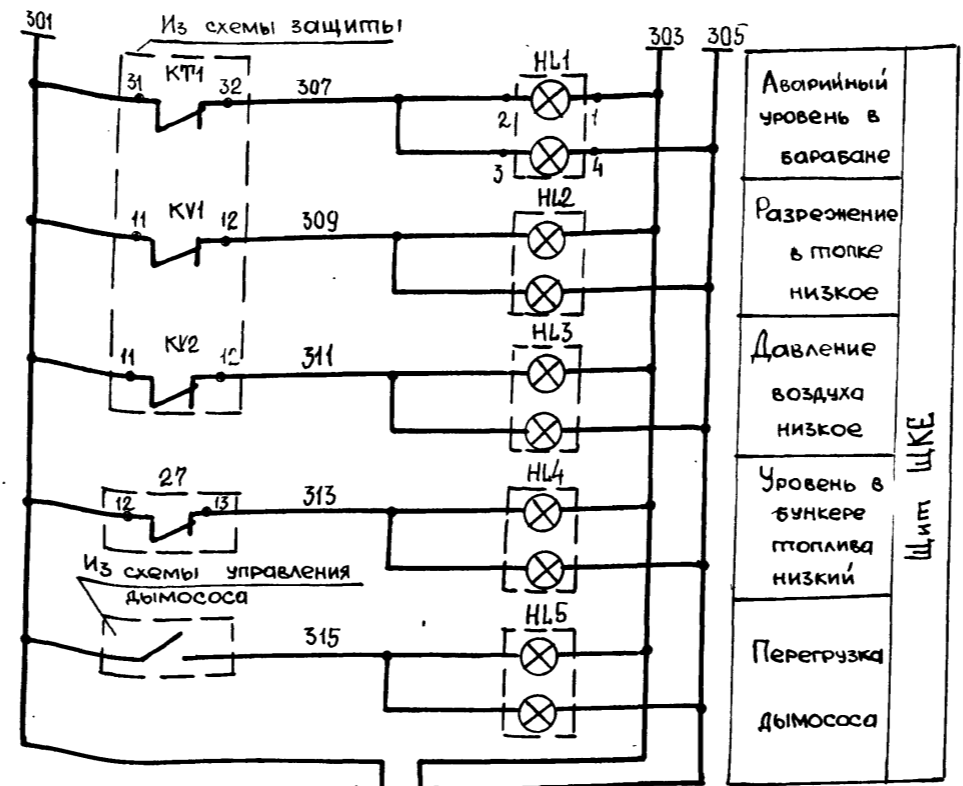 301
Из схемы защиты
303
305
31
КТ1
32
307
HL1
2
1
3
4
Аварийный
уровень в
барабане
11
KV1
12
309
HL2
Разрежение
в топке
низкое
11
KV2
12
311
HL3
Давление
воздуха
низкое
27
12
13
313
HL4
Уровень в
бункере
топлива
низкий
Из схемы управления
дымососа
315
HL5
Перегрузка
дымососа
Щит ЩКЕ